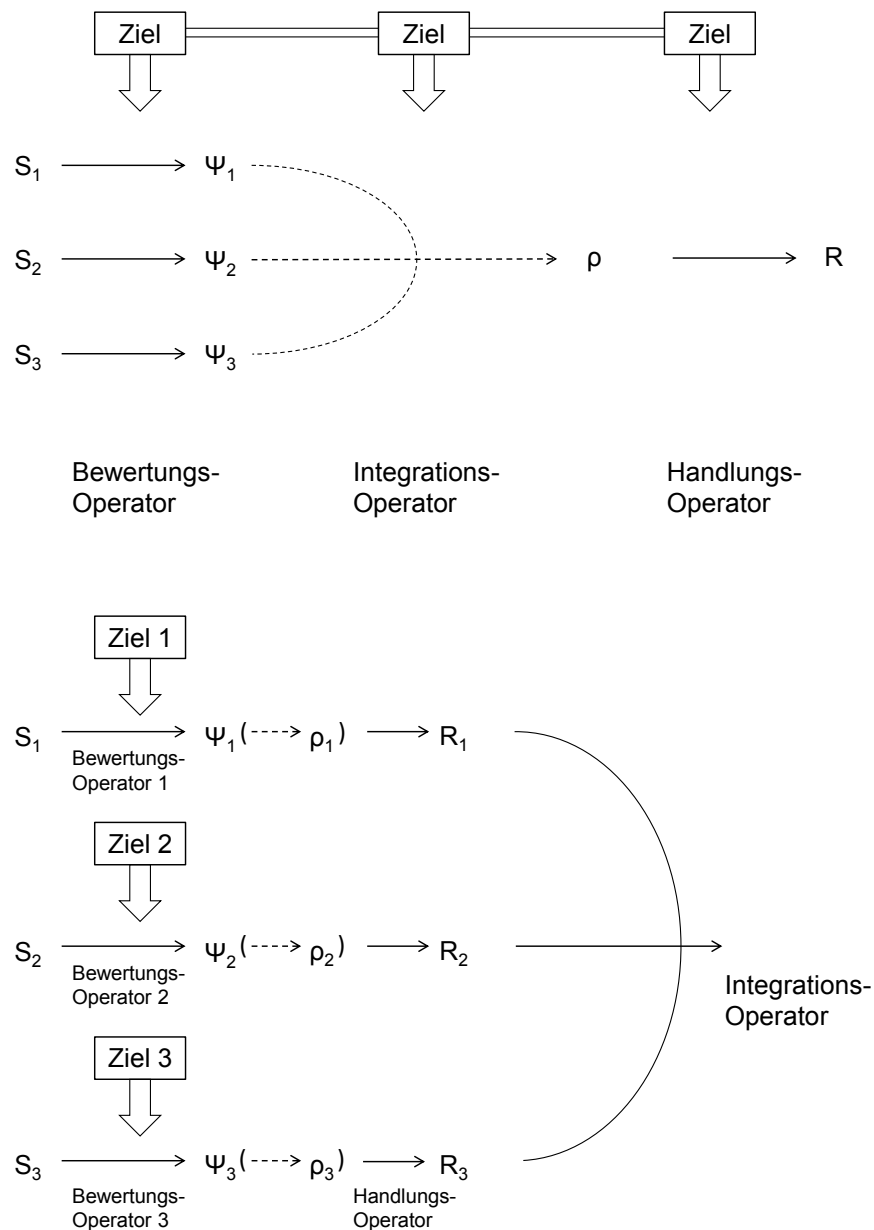 Ziel Ziel Ziel
S₁ Ψ₁
S₂ Ψ₂ ρ R
S₃ Ψ₃
Bewertungs- Integrations- Handlungs-
Operator Operator Operator
Ziel 1
S₁ Ψ₁( ρ₁) R₁
Bewertungs-
Operator 1
Ziel 2
S₂ Ψ₂( ρ₂) R₂
Bewertungs-
Operator 2
Integrations-
Operator
Ziel 3
S₃ Ψ₃( ρ₃) R₃
Bewertungs- Handlungs-
Operator 3 Operator